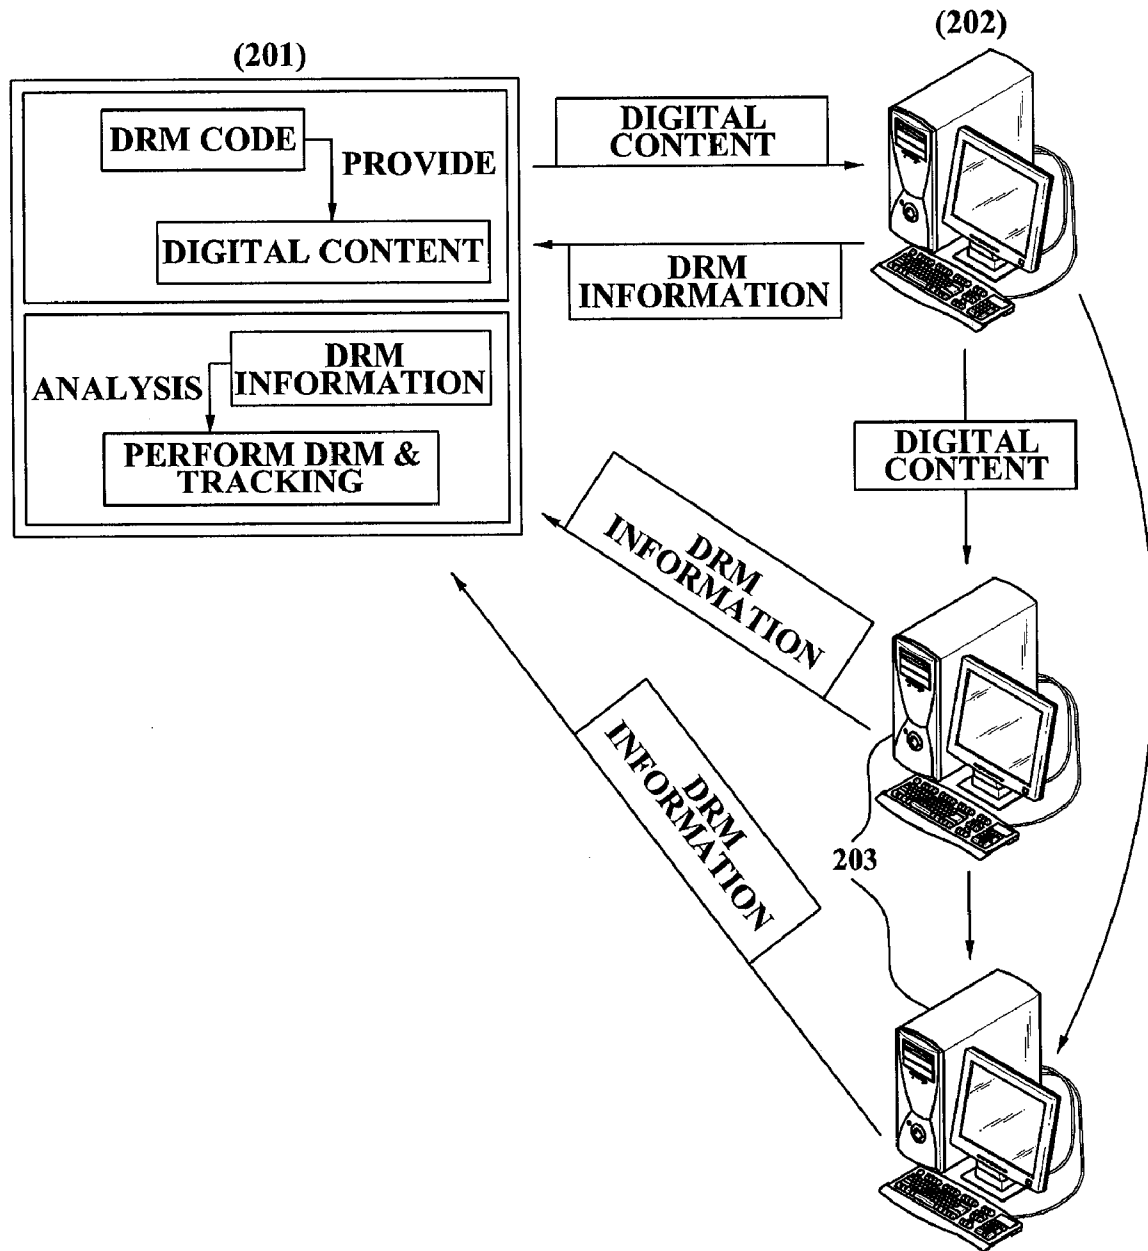 (201)
(202)
DRM CODE
PROVIDE
DIGITAL CONTENT
DIGITAL
CONTENT
DRM
INFORMATION
ANALYSIS
DRM
INFORMATION
PERFORM DRM &
TRACKING
DIGITAL
CONTENT
DRM
INFORMATION
DRM
INFORMATION
203